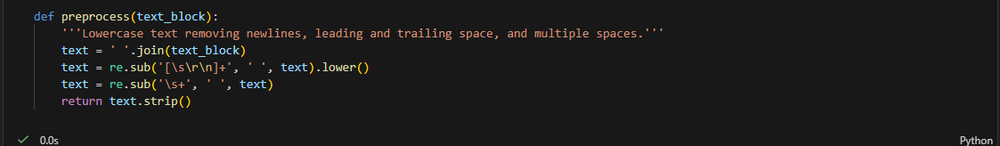 def preprocess(text_block):
    '''Lowercase text removing newlines, leading and trailing space, and multiple spaces.'''
    text = ' '.join(text_block)
    text = re.sub('[\s\r\n]+', ' ', text).lower()
    text = re.sub('\s+', ' ', text)
    return text.strip()
0.0s Python